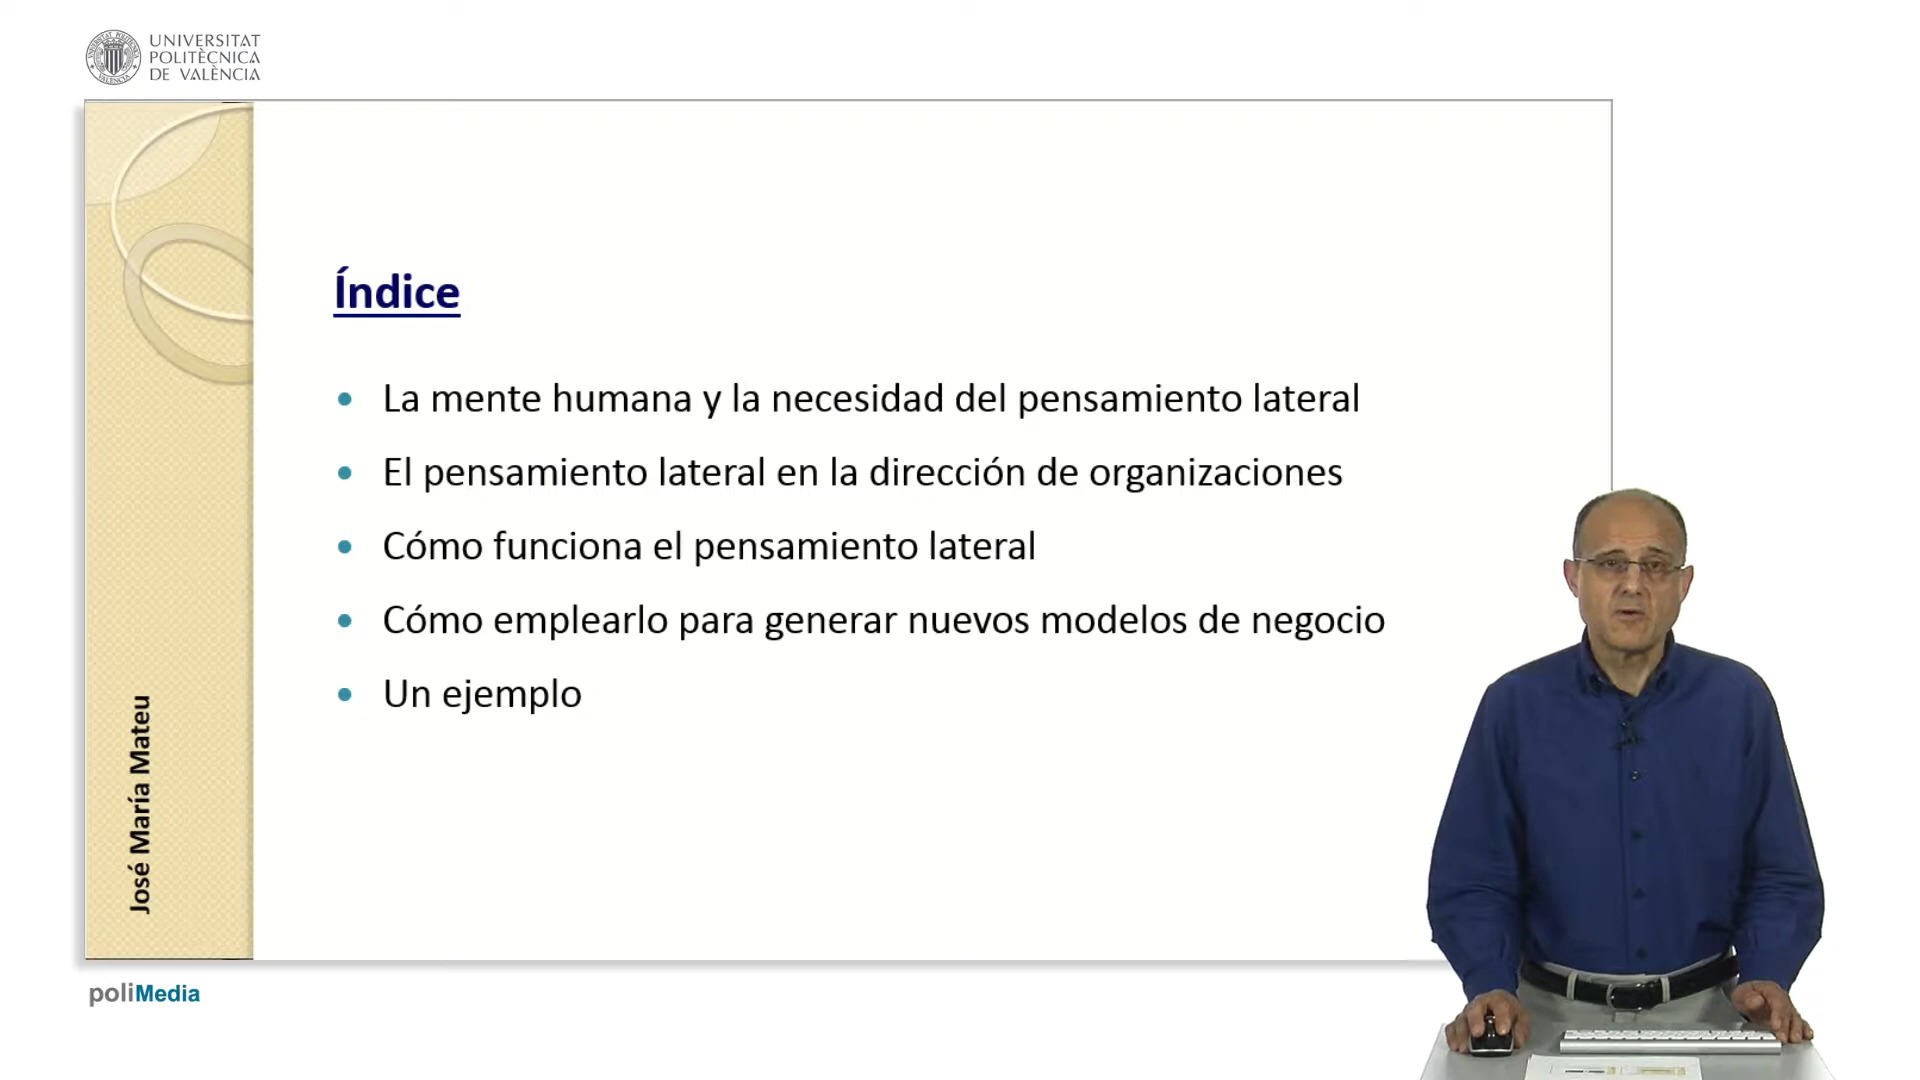 UNIVERSITAT
POLITÈCNICA
DE VALÈNCIA
Índice
La mente humana y la necesidad del pensamiento lateral
El pensamiento lateral en la dirección de organizaciones
Cómo funciona el pensamiento lateral
Cómo emplearlo para generar nuevos modelos de negocio
Un ejemplo
José María Mateu
poliMedia